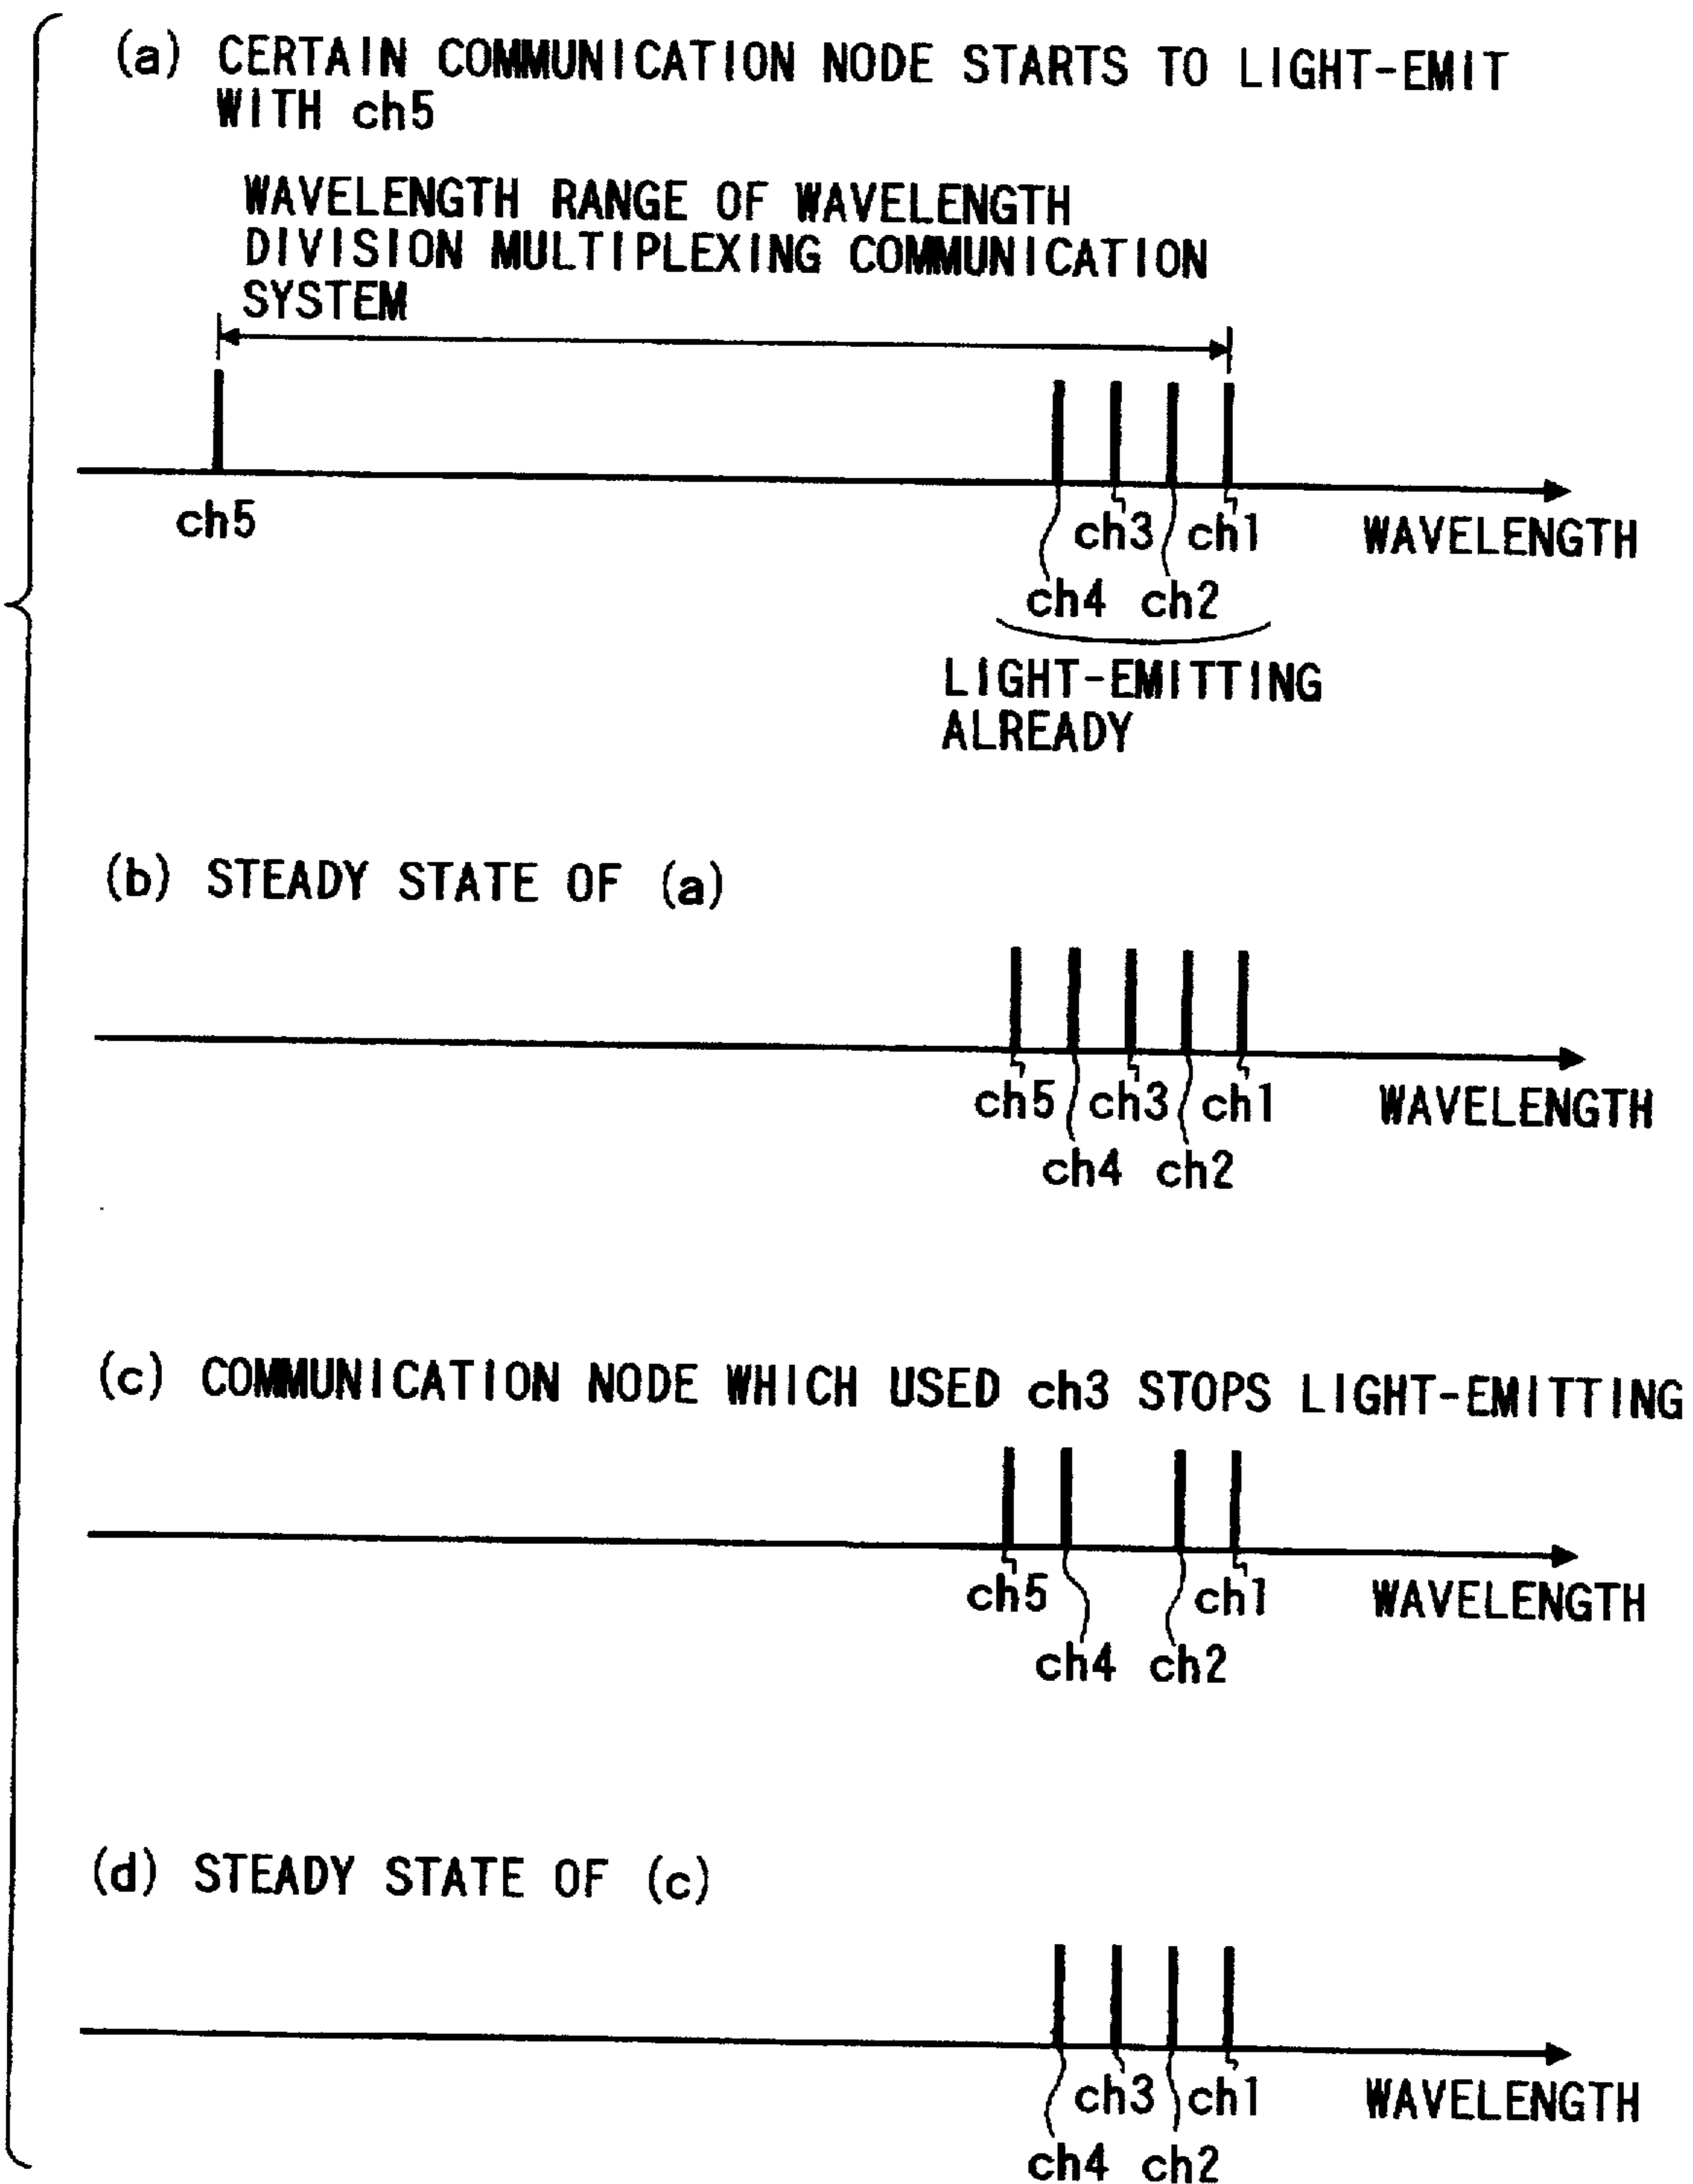 (a) CERTAIN COMMUNICATION NODE STARTS TO LIGHT-EMIT
WITH ch5
WAVELENGTH RANGE OF WAVELENGTH
DIVISION MULTIPLEXING COMMUNICATION
SYSTEM
ch5
ch3 ch1
WAVELENGTH
ch4 ch2
LIGHT-EMITTING
ALREADY
(b) STEADY STATE OF (a)
ch5 ch3 ch1
WAVELENGTH
ch4 ch2
(c) COMMUNICATION NODE WHICH USED ch3 STOPS LIGHT-EMITTING
ch5 ch1
WAVELENGTH
ch4 ch2
(d) STEADY STATE OF (c)
ch3 ch1
WAVELENGTH
ch4 ch2